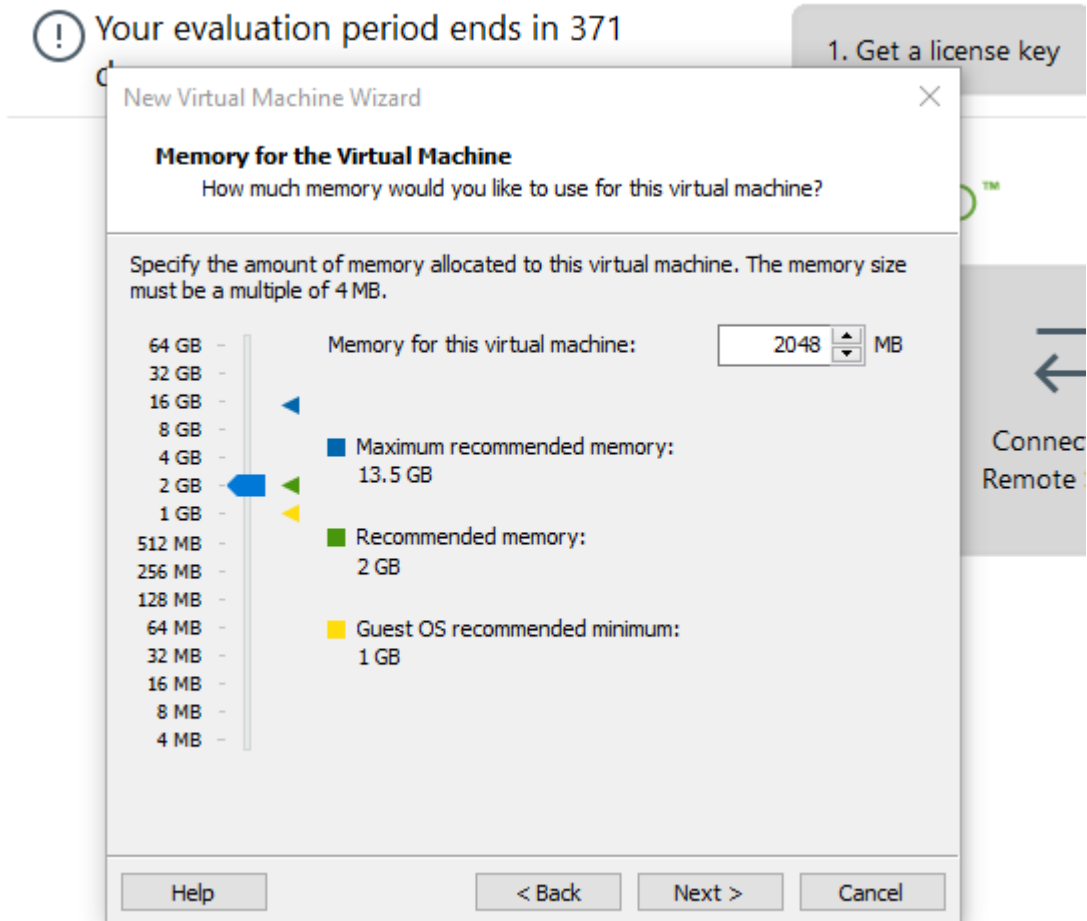 Your evaluation period ends in 371
1. Get a license key
New Virtual Machine Wizard
Memory for the Virtual Machine
How much memory would you like to use for this virtual machine?
™
Specify the amount of memory allocated to this virtual machine. The memory size
must be a multiple of 4 MB.
64 GB
32 GB
16 GB
8 GB
4 GB
2 GB
1 GB
512 MB
256 MB
128 MB
64 MB
32 MB
16 MB
8 MB
4 MB
Memory for this virtual machine: 2048 MB
Maximum recommended memory:
13.5 GB
Recommended memory:
2 GB
Guest OS recommended minimum:
1 GB
Connec
Remote
Help
< Back
Next >
Cancel